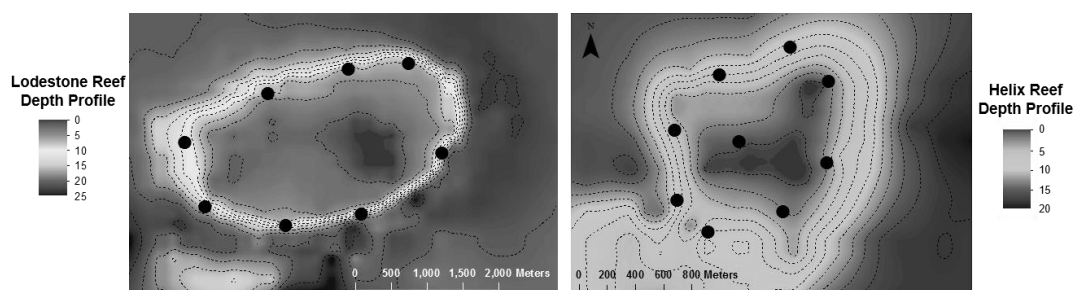 Lodestone Reef
Depth Profile
0
5
10
15
20
25
0 500 1,000 1,500 2,000 Meters
N
0 200 400 600 800 Meters
Helix Reef
Depth Profile
0
5
10
15
20